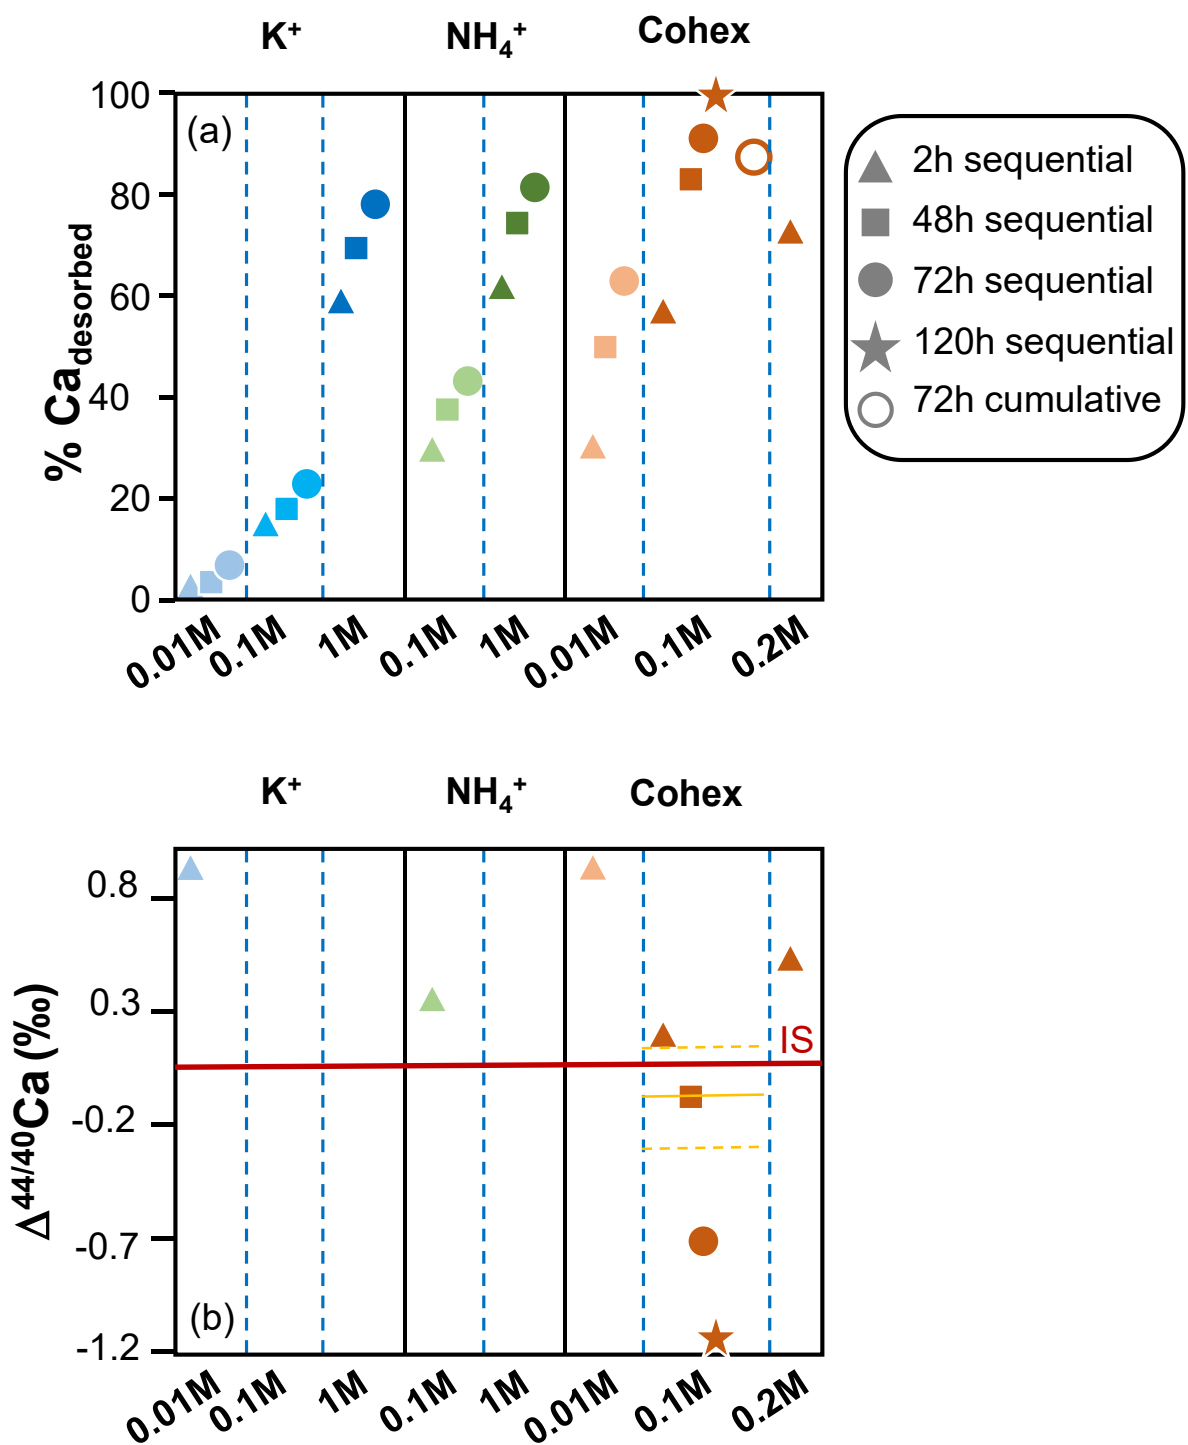 K⁺ NH₄⁺ Cohex
(a)
% Ca desorbed
100
80
60
40
20
0
0.01M 0.1M 1M 0.1M 1M 0.01M 0.1M 0.2M
2h sequential
48h sequential
72h sequential
120h sequential
72h cumulative
K⁺ NH₄⁺ Cohex
Δ⁴⁴/⁴⁰Ca (‰)
0.8
0.3
-0.2
-0.7
-1.2
IS
(b)
0.01M 0.1M 1M 0.1M 1M 0.01M 0.1M 0.2M